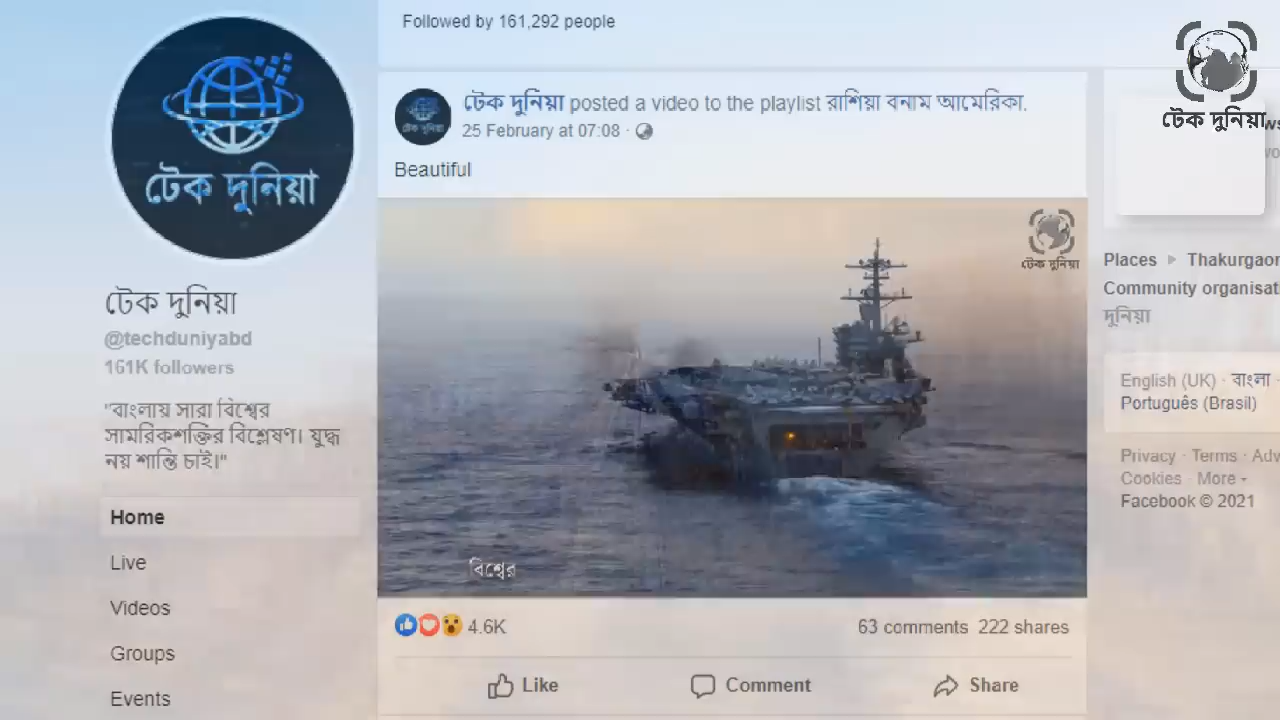 Followed by 161,292 people
টেক দুনিয়া
টেক দুনিয়া posted a video to the playlist রাশিয়া বনাম আমেরিকা.
25 February at 07:08 ·
Beautiful
টেক দুনিয়া
টেক দুনিয়া
বিশ্বের
4.6K
63 comments 222 shares
Like Comment Share
টেক দুনিয়া
@techduniyabd
161K followers
"বাংলায় সারা বিশ্বের
সামরিকশক্তির বিশ্লেষণ। যুদ্ধ
নয় শান্তি চাই।"
Home
Live
Videos
Groups
Events
টেক দুনিয়া
Places Thakurgaon
Community organisat
দুনিয়া
English (UK) · বাংলা ·
Português (Brasil)
Privacy · Terms · Adv
Cookies · More
Facebook © 2021